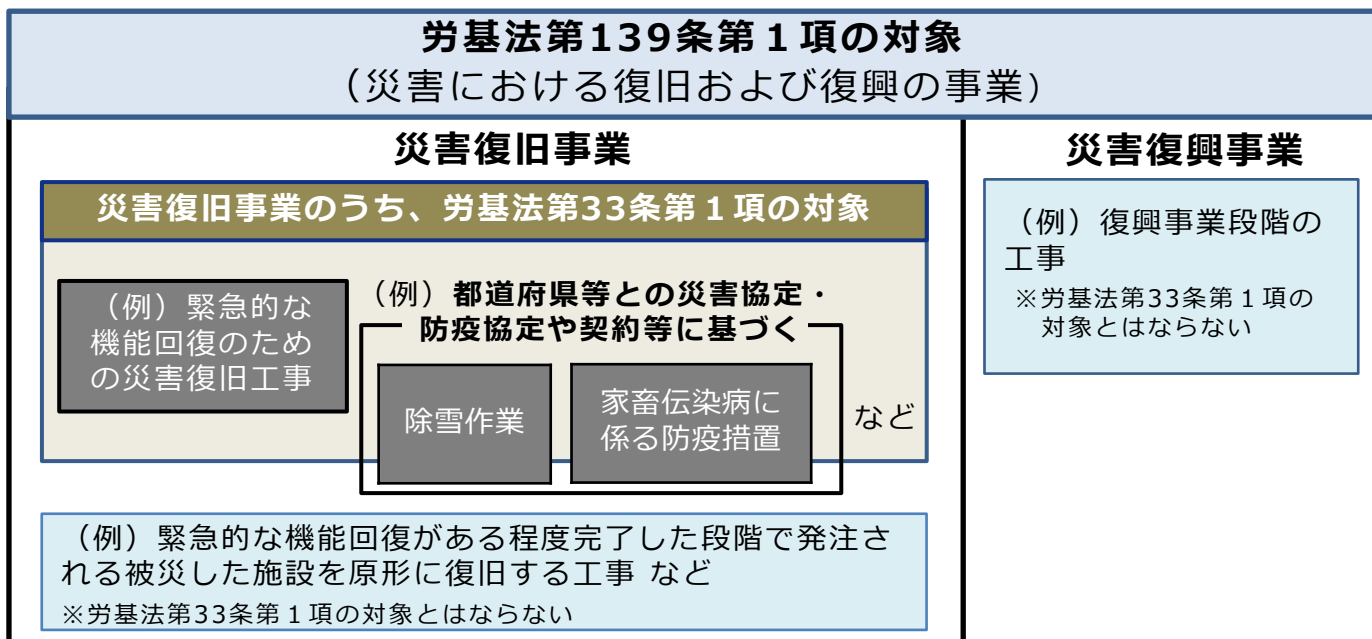 労基法第139条第１項の対象
（災害における復旧および復興の事業）
災害復旧事業
災害復旧事業のうち、労基法第33条第１項の対象
（例）緊急的な
機能回復のため
の災害復旧工事
（例）都道府県等との災害協定・
防疫協定や契約等に基づく
除雪作業
家畜伝染病に
係る防疫措置
など
（例）緊急的な機能回復がある程度完了した段階で発注さ
れる被災した施設を原形に復旧する工事 など
※労基法第33条第１項の対象とはならない
災害復興事業
（例）復興事業段階の
工事
※労基法第33条第１項の
対象とはならない